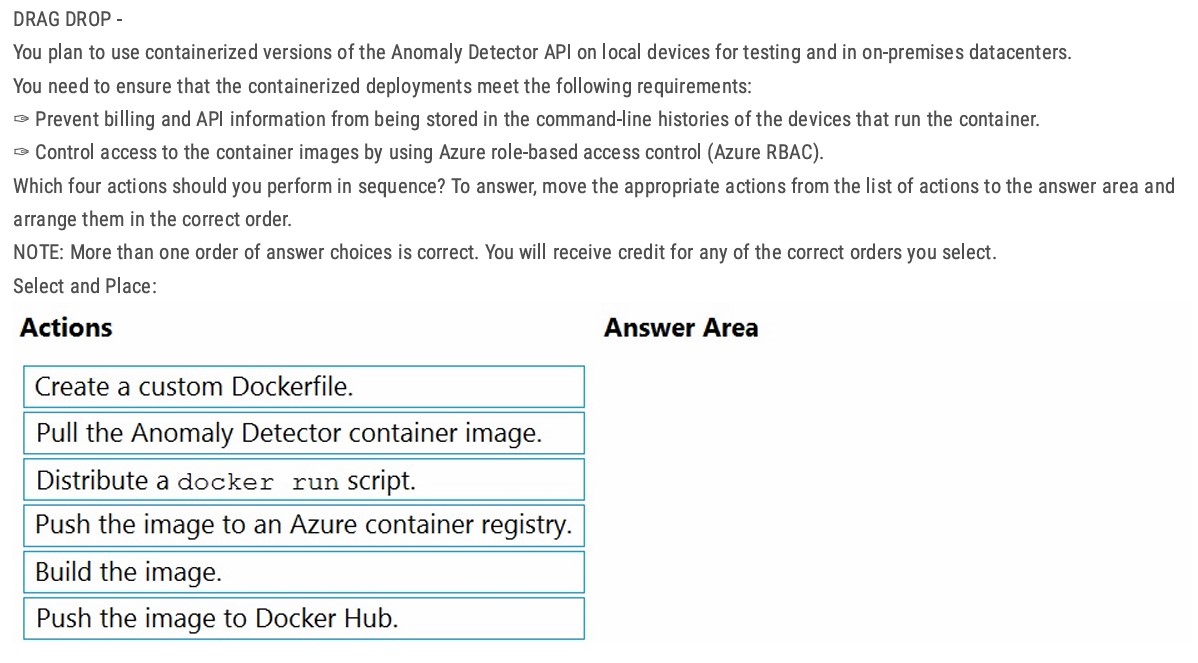 DRAG DROP -
You plan to use containerized versions of the Anomaly Detector API on local devices for testing and in on-premises datacenters.
You need to ensure that the containerized deployments meet the following requirements:
✑ Prevent billing and API information from being stored in the command-line histories of the devices that run the container.
✑ Control access to the container images by using Azure role-based access control (Azure RBAC).
Which four actions should you perform in sequence? To answer, move the appropriate actions from the list of actions to the answer area and
arrange them in the correct order.
NOTE: More than one order of answer choices is correct. You will receive credit for any of the correct orders you select.
Select and Place:
Actions
Answer Area
Create a custom Dockerfile.
Pull the Anomaly Detector container image.
Distribute a docker run script.
Push the image to an Azure container registry.
Build the image.
Push the image to Docker Hub.